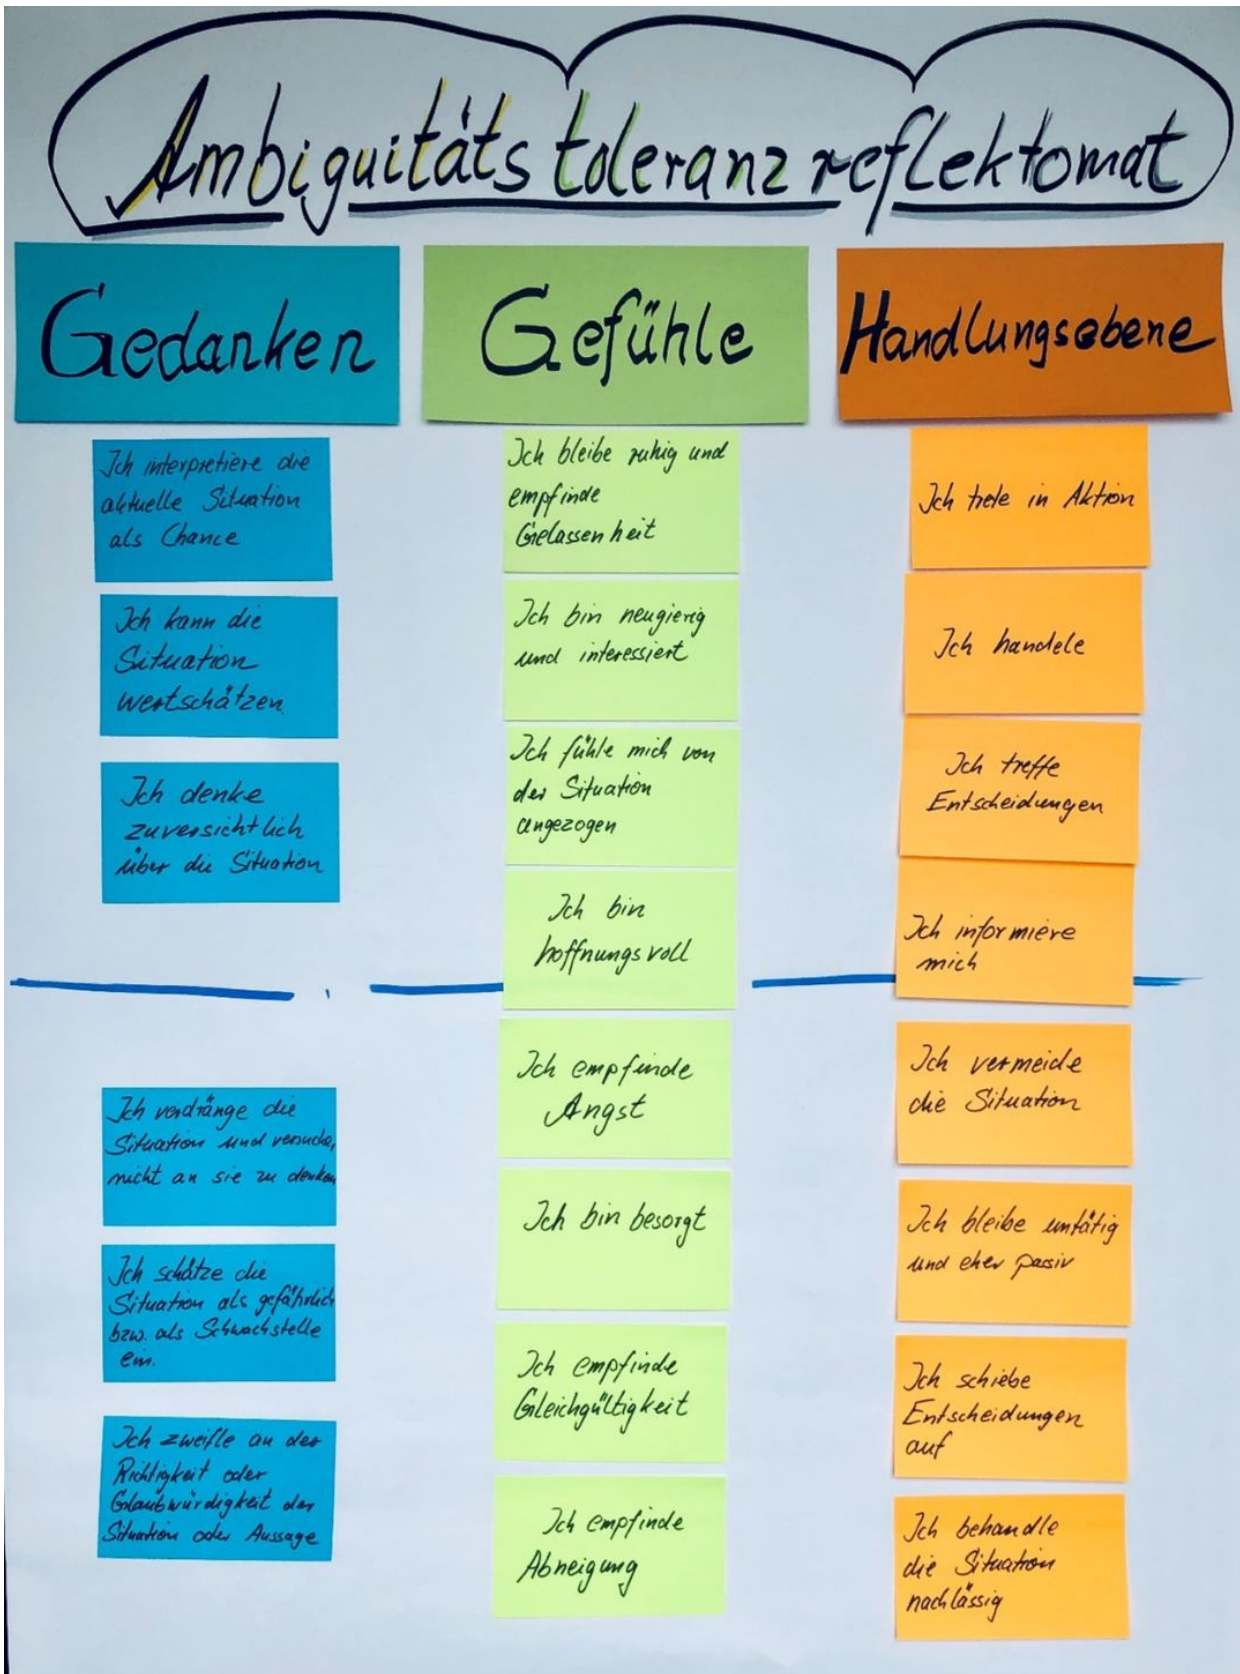 Ambiguitätstoleranzreflektomat
Gedanken
Ich interpretiere die
aktuelle Situation
als Chance
Ich kann die
Situation
wertschätzen.
Ich denke
zuversichtlich
über die Situation
Ich verdränge die
Situation und versuche,
nicht an sie zu denken
Ich schätze die
Situation als gefährlich
bzw. als Schwachstelle
ein.
Ich zweifle an der
Richtigkeit oder
Glaubwürdigkeit der
Situation oder Aussage
Gefühle
Ich bleibe ruhig und
empfinde
Gelassenheit
Ich bin neugierig
und interessiert
Ich fühle mich von
der Situation
angezogen
Ich bin
hoffnungsvoll
Ich empfinde
Angst
Ich bin besorgt
Ich empfinde
Gleichgültigkeit
Ich empfinde
Abneigung
Handlungsebene
Ich trete in Aktion
Ich handele
Ich treffe
Entscheidungen
Ich informiere
mich
Ich vermeide
die Situation
Ich bleibe untätig
und eher passiv
Ich schiebe
Entscheidungen
auf
Ich behandle
die Situation
nachlässig